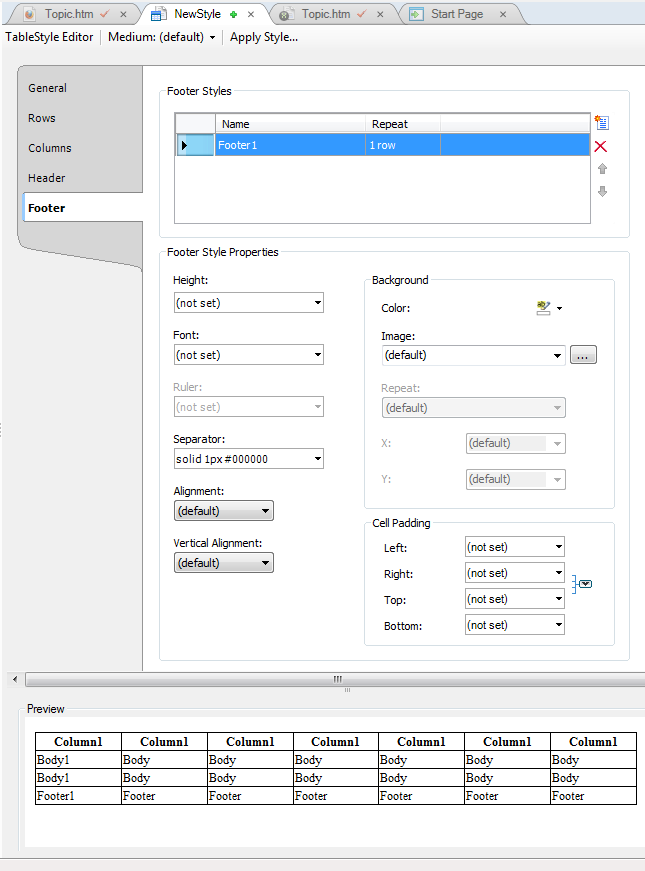 Topic.htm NewStyle Topic.htm Start Page
TableStyle Editor Medium: (default) Apply Style...
General
Rows
Columns
Header
Footer
Footer Styles
Name Repeat
Footer1 1 row
Footer Style Properties
Height:
(not set)
Font:
(not set)
Ruler:
(not set)
Separator:
solid 1px #000000
Alignment:
(default)
Vertical Alignment:
(default)
Background
Color:
Image:
(default) ...
Repeat:
(default)
X: (default)
Y: (default)
Cell Padding
Left: (not set)
Right: (not set)
Top: (not set)
Bottom: (not set)
Preview
Column1 Column1 Column1 Column1 Column1 Column1 Column1
Body1 Body Body Body Body Body Body
Body1 Body Body Body Body Body Body
Footer1 Footer Footer Footer Footer Footer Footer